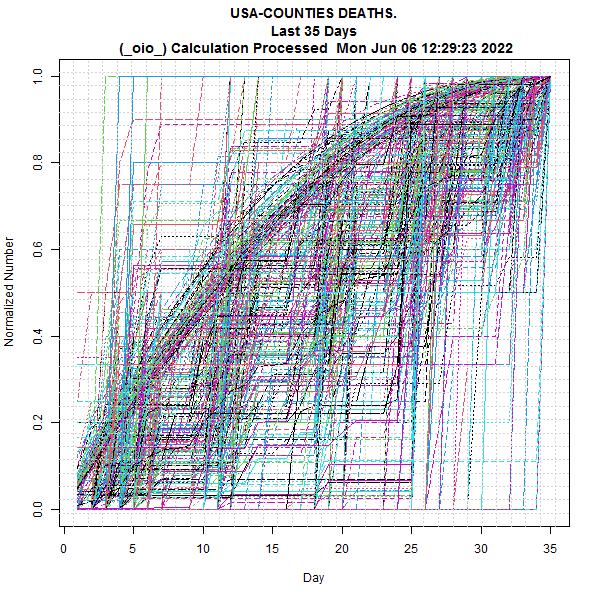 USA-COUNTIES DEATHS.
Last 35 Days
(_oio_) Calculation Processed  Mon Jun 06 12:29:23 2022
Normalized Number
1.0
0.8
0.6
0.4
0.2
0.0
0 5 10 15 20 25 30 35
Day